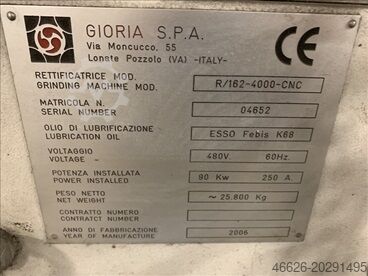 GIORIA S.P.A.
Via Moncucco, 55
Lonate Pozzolo (VA) -ITALY-
CE
RETTIFICATRICE MOD.
GRINDING MACHINE MOD.
R/162-4000-CNC
MATRICOLA N.
SERIAL NUMBER
04652
OLIO DI LUBRIFICAZIONE
LUBRICATION OIL
ESSO Febis K68
VOLTAGGIO
VOLTAGE -
480V. 60Hz.
POTENZA INSTALLATA
POWER INSTALLED
90 Kw 250 A.
PESO NETTO
NET WEIGHT
~ 25.800 Kg
CONTRATTO NUMERO
CONTRATCT NUMBER
ANNO DI FABBRICAZIONE
YEAR OF MANUFACTURE
2006
46626-20291495